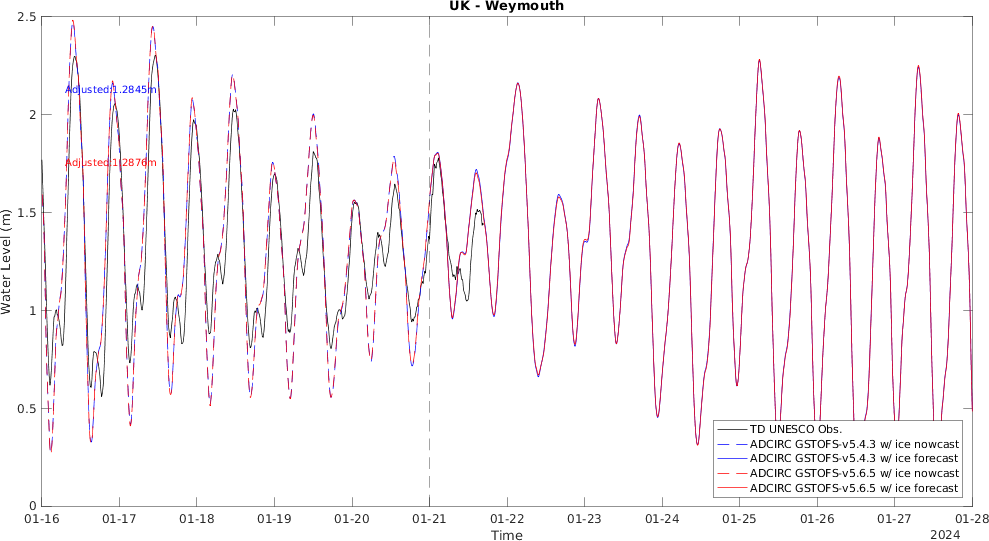 UK - Weymouth
2.5
2
1.5
1
0.5
0
Water Level (m)
Adjusted:1.2845m
Adjusted:1.2876m
TD UNESCO Obs.
ADCIRC GSTOFS-v5.4.3 w/ ice nowcast
ADCIRC GSTOFS-v5.4.3 w/ ice forecast
ADCIRC GSTOFS-v5.6.5 w/ ice nowcast
ADCIRC GSTOFS-v5.6.5 w/ ice forecast
01-16 01-17 01-18 01-19 01-20 01-21 01-22 01-23 01-24 01-25 01-26 01-27 01-28
Time
2024